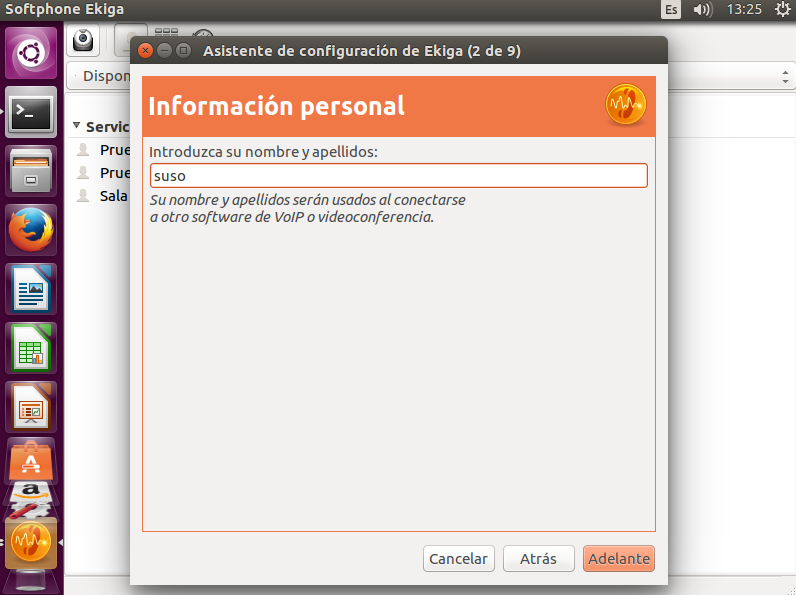 Softphone Ekiga
Es
13:25
Asistente de configuración de Ekiga (2 de 9)
Dispon
Información personal
Servic
Introduzca su nombre y apellidos:
Prue
suso
Prue
Su nombre y apellidos serán usados al conectarse
Sala
a otro software de VoIP o videoconferencia.
Cancelar
Atrás
Adelante